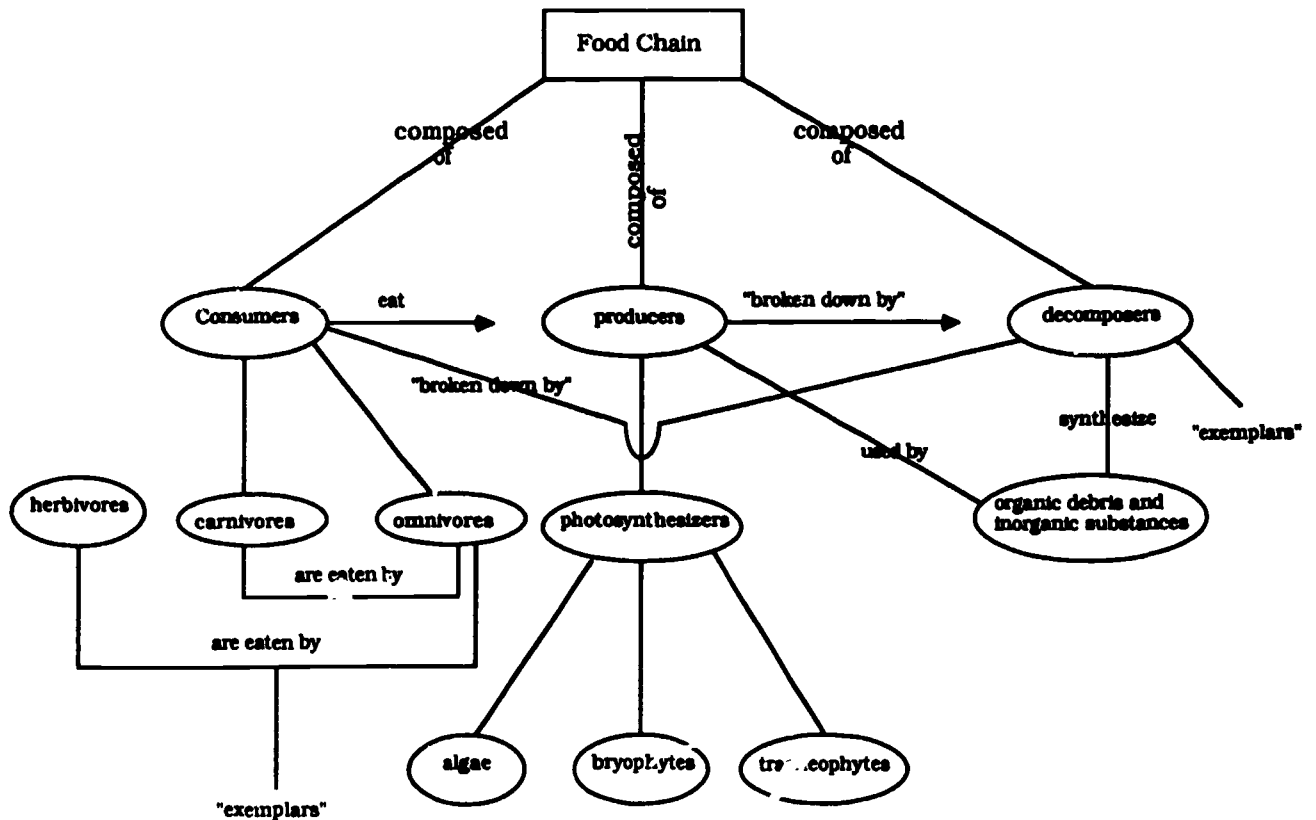 Food Chain
composed
of
composed
of
composed
of
Consumers
eat
producers
"broken down by"
decomposers
"broken down by"
synthesize
"exemplars"
used by
herbivores
carnivores
omnivores
photosynthesizers
organic debris and
inorganic substances
are eaten by
are eaten by
algae
bryophytes
"exemplars"